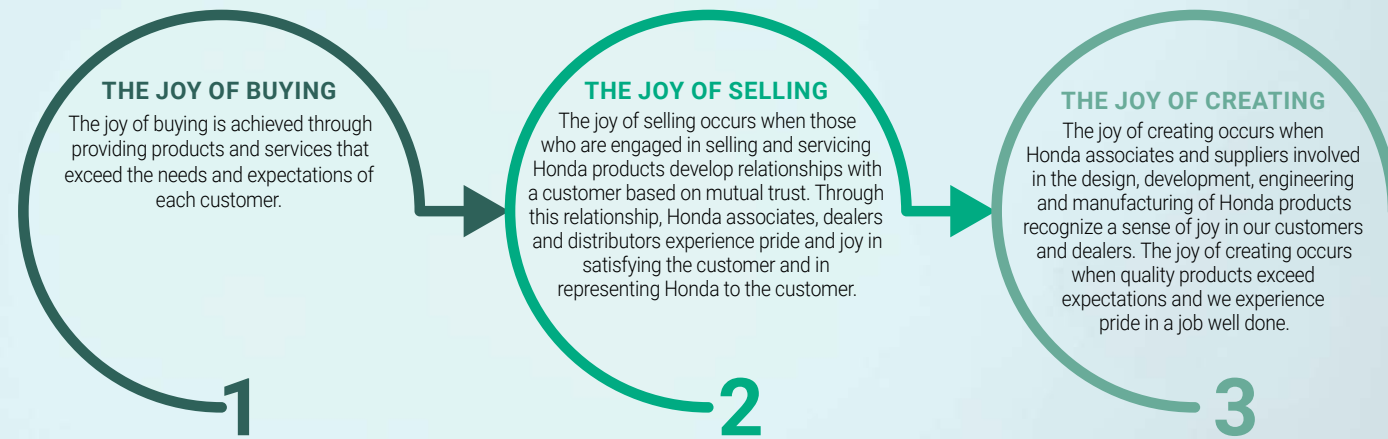 THE JOY OF BUYING
The joy of buying is achieved through
providing products and services that
exceed the needs and expectations of
each customer.
1
THE JOY OF SELLING
The joy of selling occurs when those
who are engaged in selling and servicing
Honda products develop relationships with
a customer based on mutual trust. Through
this relationship, Honda associates, dealers
and distributors experience pride and joy in
satisfying the customer and in
representing Honda to the customer.
2
THE JOY OF CREATING
The joy of creating occurs when
Honda associates and suppliers involved
in the design, development, engineering
and manufacturing of Honda products
recognize a sense of joy in our customers
and dealers. The joy of creating occurs
when quality products exceed
expectations and we experience
pride in a job well done.
3